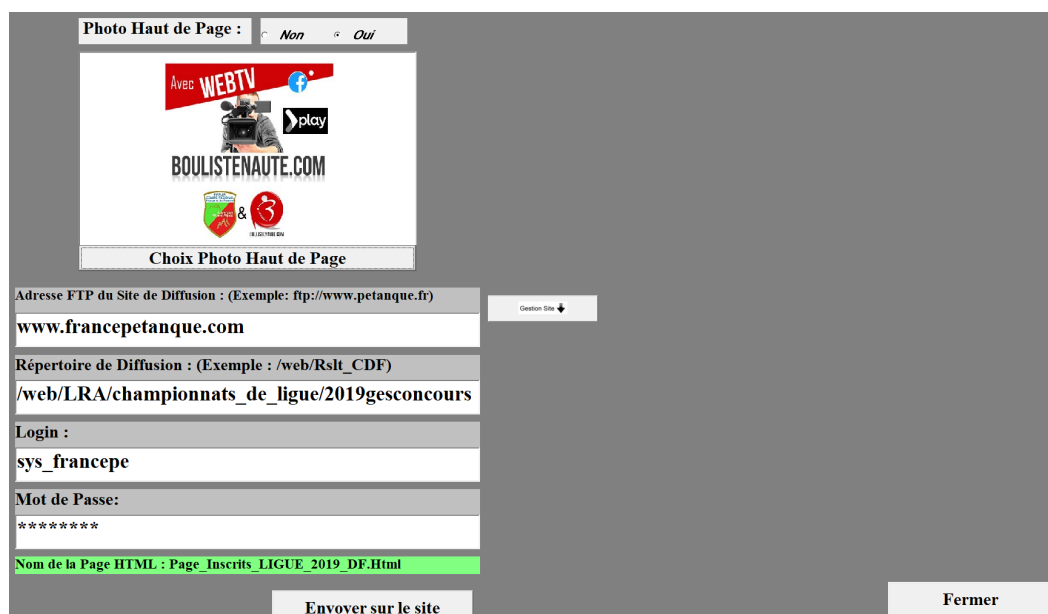 Photo Haut de Page :
Non Oui
Avec WEBTV
play
BOULISTENAUTE.COM
&
Choix Photo Haut de Page
Adresse FTP du Site de Diffusion : (Exemple: ftp://www.petanque.fr)
Gestion Site
www.francepetanque.com
Répertoire de Diffusion : (Exemple : /web/Rslt_CDF)
/web/LRA/championnats_de_ligue/2019gesconcours
Login :
sys_francepe
Mot de Passe:
********
Nom de la Page HTML : Page_Inscrits_LIGUE_2019_DF.Html
Envoyer sur le site
Fermer